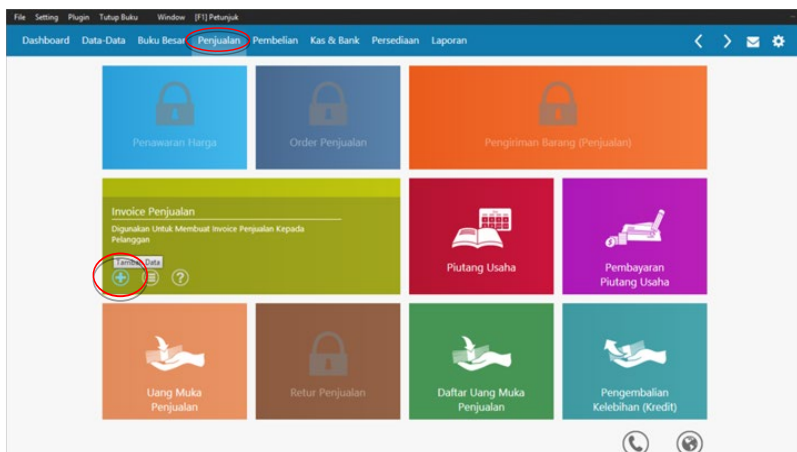 File Setting Plugin Tutup Buku Window [F1] Petunjuk
Dashboard Data-Data Buku Besar Penjualan Pembelian Kas & Bank Persediaan Laporan
Penawaran Harga
Order Penjualan
Pengiriman Barang (Penjualan)
Invoice Penjualan
Digunakan Untuk Membuat Invoice Penjualan Kepada
Pelanggan
Tambah Data
Piutang Usaha
Pembayaran
Piutang Usaha
Uang Muka
Penjualan
Retur Penjualan
Daftar Uang Muka
Penjualan
Pengembalian
Kelebihan (Kredit)